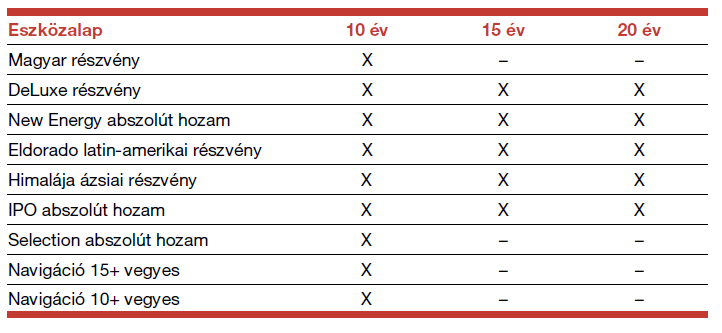 Eszközalap 10 év 15 év 20 év
Magyar részvény X – –
DeLuxe részvény X X X
New Energy abszolút hozam X X X
Eldorado latin-amerikai részvény X X X
Himalája ázsiai részvény X X X
IPO abszolút hozam X X X
Selection abszolút hozam X – –
Navigáció 15+ vegyes X – –
Navigáció 10+ vegyes X – –